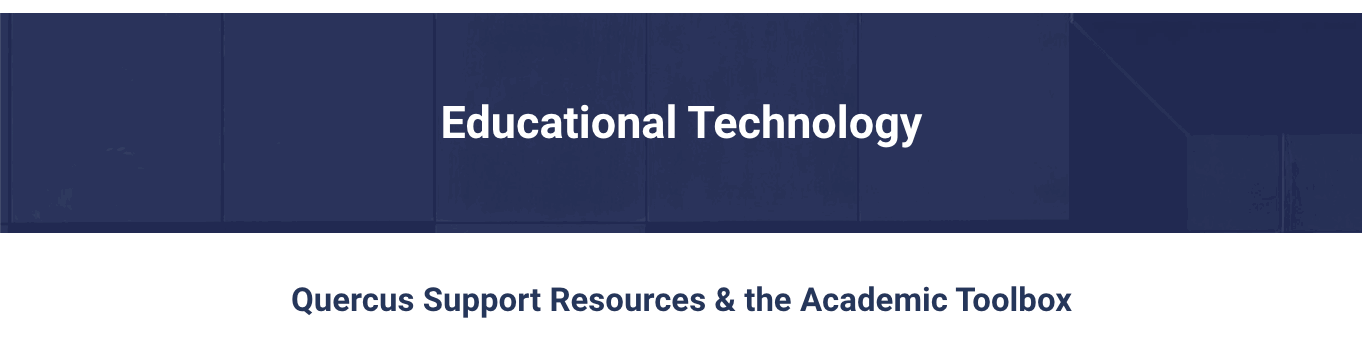 Educational Technology
Quercus Support Resources & the Academic Toolbox